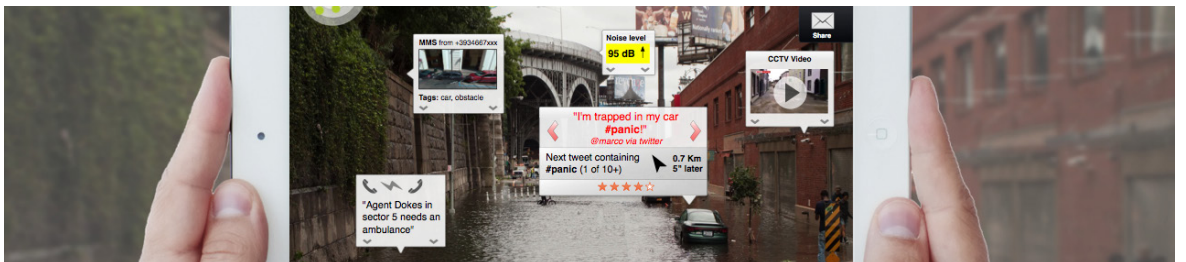 MMS from +3934667xxx
Tags: car, obstacle
Noise level
95 dB
Share
CCTV Video
"I'm trapped in my car
#panic!"
@marco via twitter
Next tweet containing
#panic (1 of 10+)
0.7 Km
5" later
"Agent Dokes in
sector 5 needs an
ambulance"